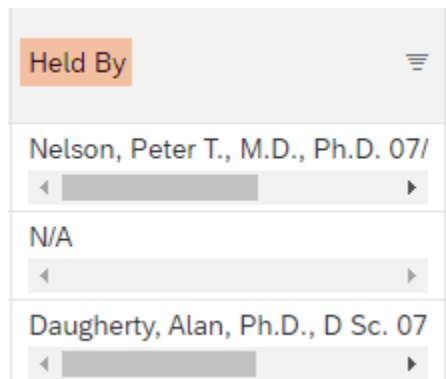 Held By
Nelson, Peter T., M.D., Ph.D. 07/
N/A
Daugherty, Alan, Ph.D., D Sc. 07